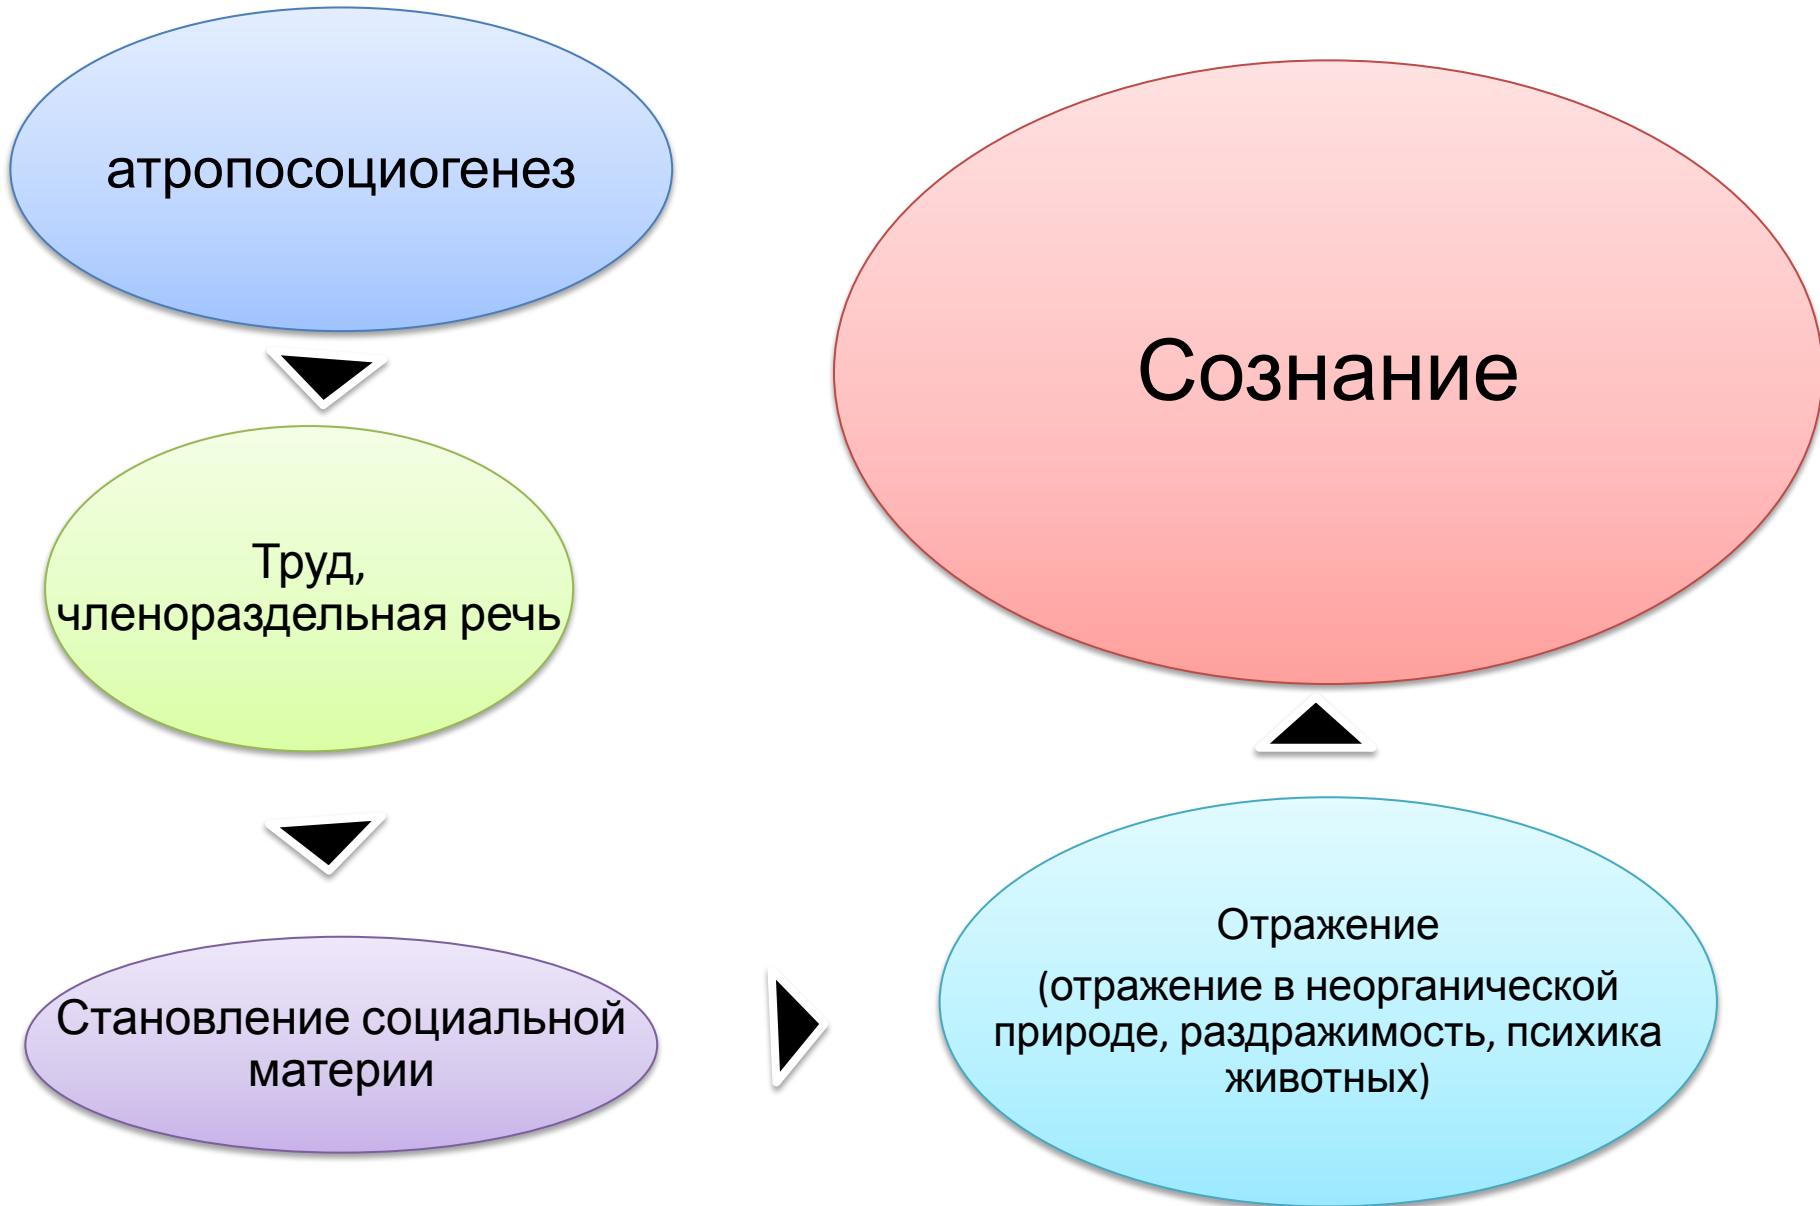 атропосоциогенез
Труд,
членораздельная речь
Становление социальной
материи
Отражение
(отражение в неорганической
природе, раздражимость, психика
животных)
Сознание